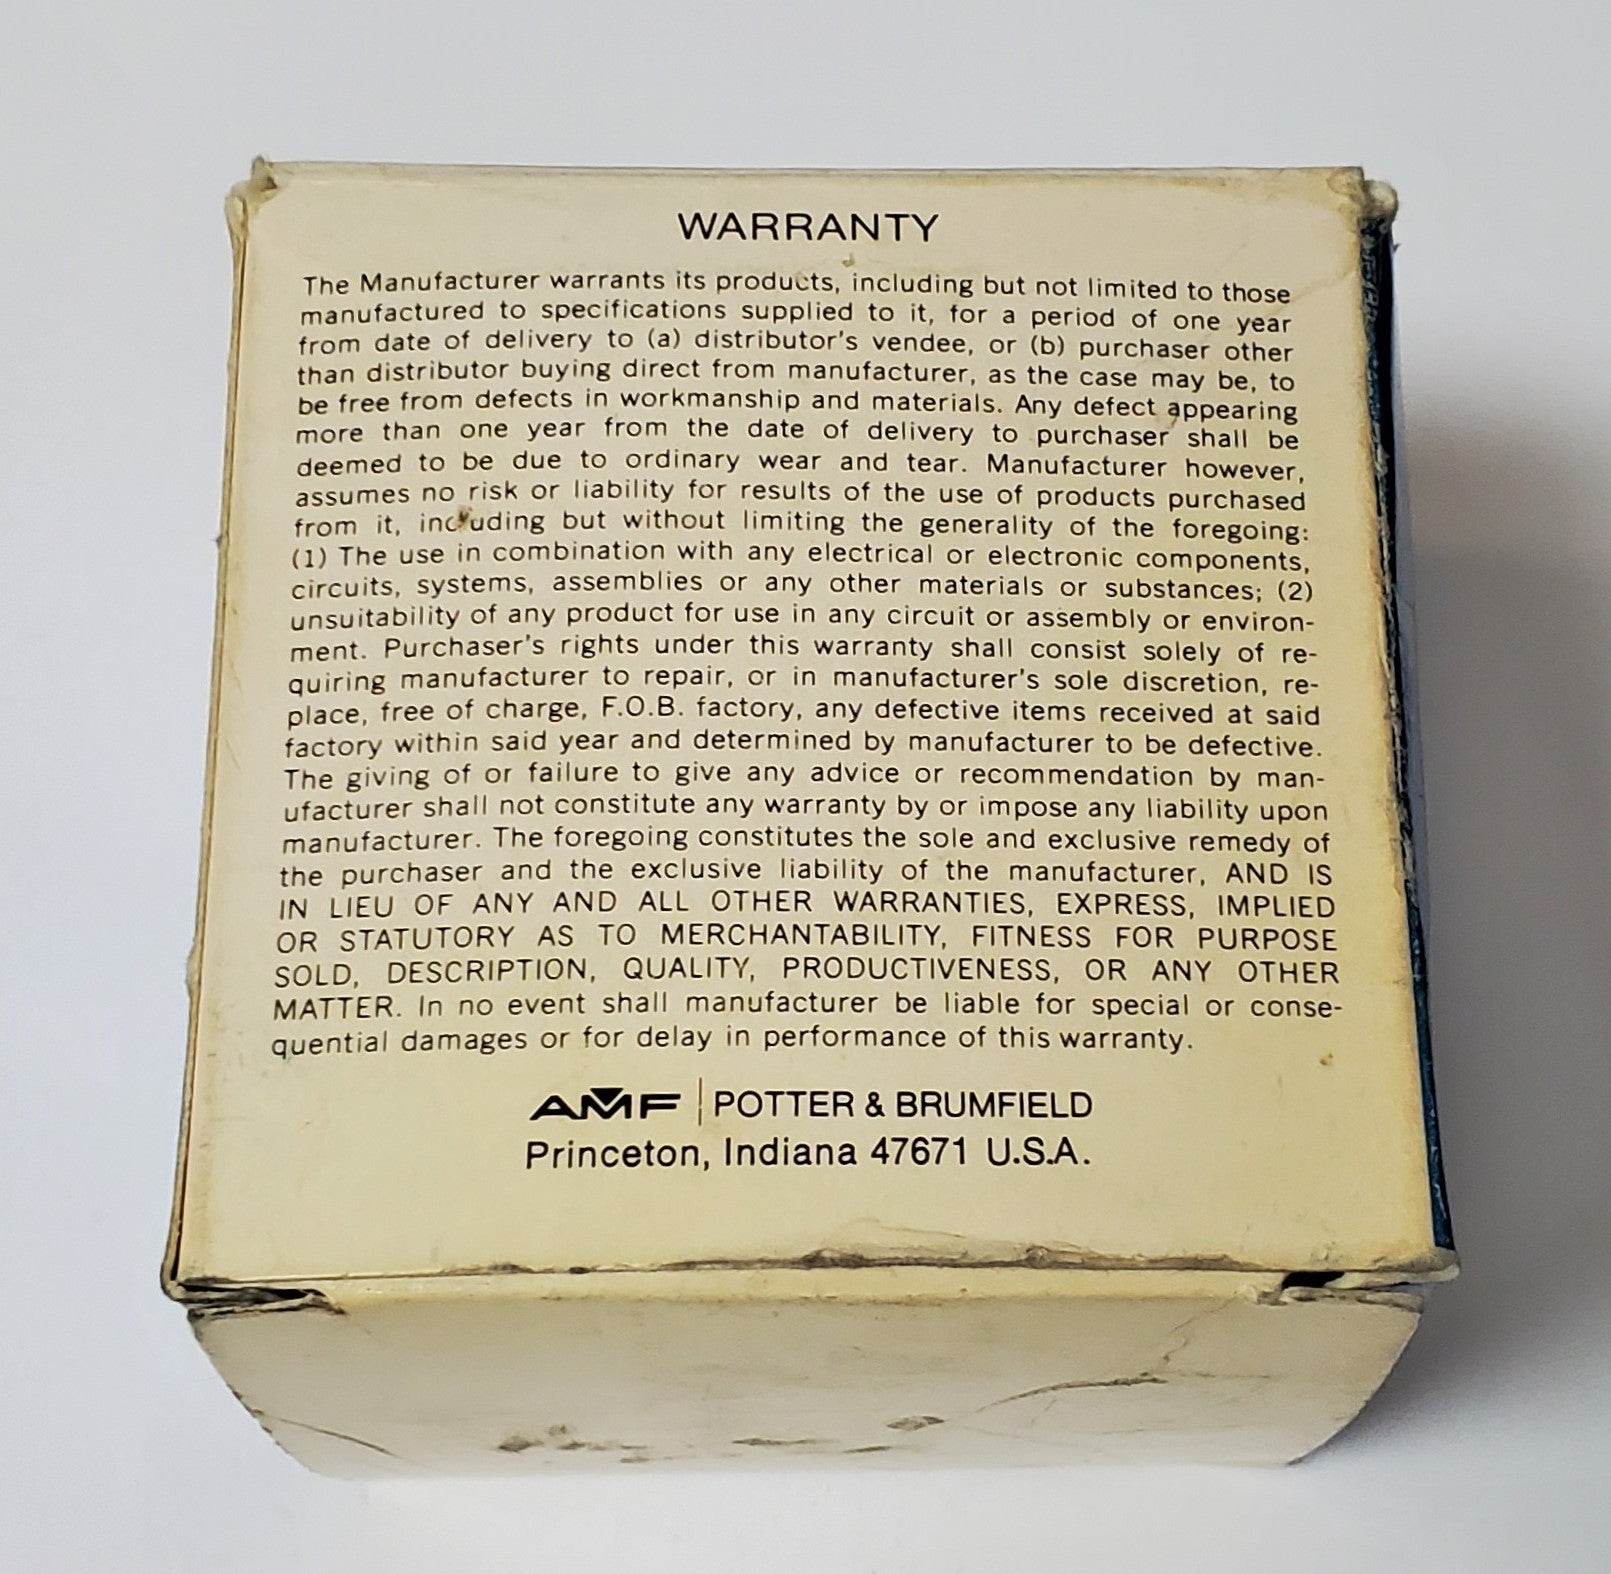 WARRANTY
The Manufacturer warrants its products, including but not limited to those
manufactured to specifications supplied to it, for a period of one year
from date of delivery to (a) distributor's vendee, or (b) purchaser other
than distributor buying direct from manufacturer, as the case may be, to
be free from defects in workmanship and materials. Any defect appearing
more than one year from the date of delivery to purchaser shall be
deemed to be due to ordinary wear and tear. Manufacturer however,
assumes no risk or liability for results of the use of products purchased
from it, including but without limiting the generality of the foregoing:
(1) The use in combination with any electrical or electronic components,
circuits, systems, assemblies or any other materials or substances; (2)
unsuitability of any product for use in any circuit or assembly or environ-
ment. Purchaser's rights under this warranty shall consist solely of re-
quiring manufacturer to repair, or in manufacturer's sole discretion, re-
place, free of charge, F.O.B. factory, any defective items received at said
factory within said year and determined by manufacturer to be defective.
The giving of or failure to give any advice or recommendation by man-
ufacturer shall not constitute any warranty by or impose any liability upon
manufacturer. The foregoing constitutes the sole and exclusive remedy of
the purchaser and the exclusive liability of the manufacturer, AND IS
IN LIEU OF ANY AND ALL OTHER WARRANTIES, EXPRESS, IMPLIED
OR STATUTORY AS TO MERCHANTABILITY, FITNESS FOR PURPOSE
SOLD, DESCRIPTION, QUALITY, PRODUCTIVENESS, OR ANY OTHER
MATTER. In no event shall manufacturer be liable for special or conse-
quential damages or for delay in performance of this warranty.
AMF | POTTER & BRUMFIELD
Princeton, Indiana 47671 U.S.A.